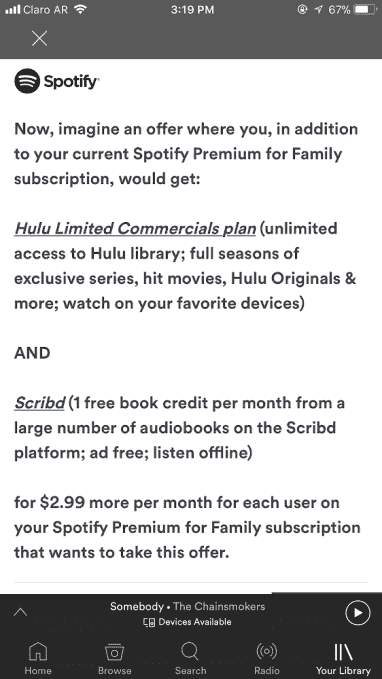 Claro AR 3:19 PM 67%
Spotify
Now, imagine an offer where you, in addition
to your current Spotify Premium for Family
subscription, would get:
Hulu Limited Commercials plan (unlimited
access to Hulu library; full seasons of
exclusive series, hit movies, Hulu Originals &
more; watch on your favorite devices)
AND
Scribd (1 free book credit per month from a
large number of audiobooks on the Scribd
platform; ad free; listen offline)
for $2.99 more per month for each user on
your Spotify Premium for Family subscription
that wants to take this offer.
Somebody • The Chainsmokers
Devices Available
Home Browse Search Radio Your Library